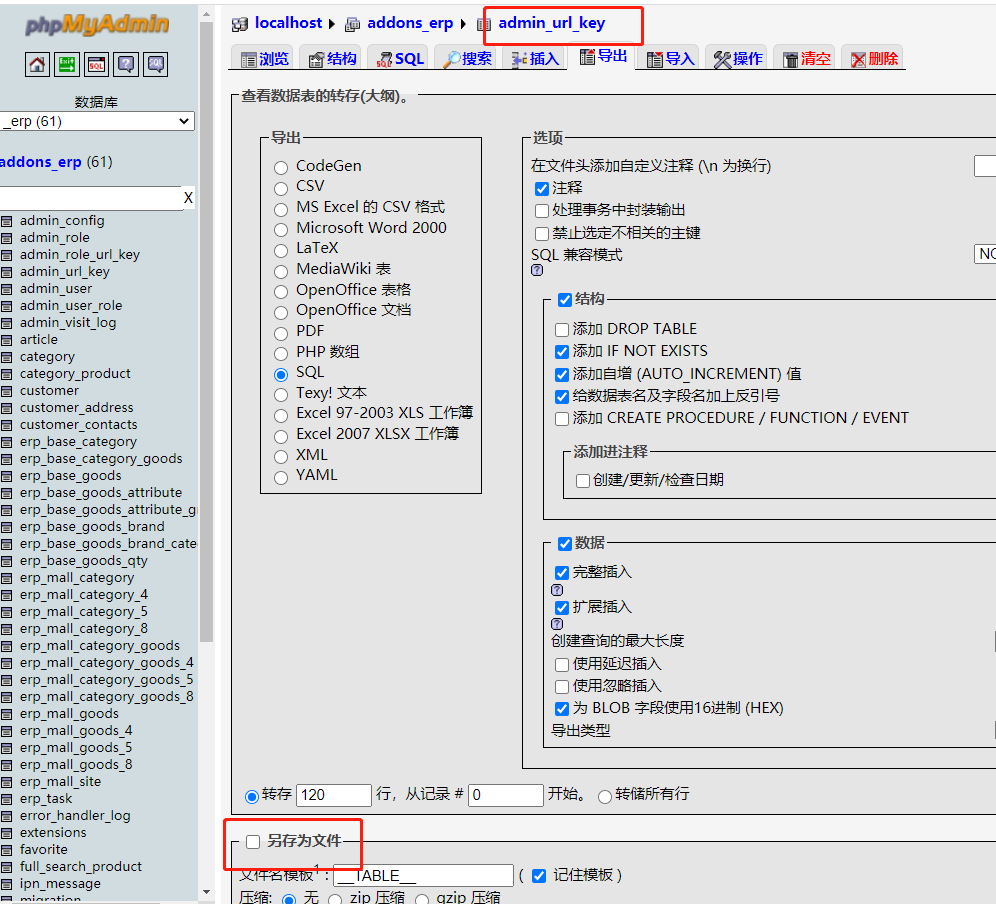 phpMyAdmin
Exit
SQL
SQL
数据库
_erp (61)
addons_erp (61)
X
admin_config
admin_role
admin_role_url_key
admin_url_key
admin_user
admin_user_role
admin_visit_log
article
category
category_product
customer
customer_address
customer_contacts
erp_base_category
erp_base_category_goods
erp_base_goods
erp_base_goods_attribute
erp_base_goods_attribute_g
erp_base_goods_brand
erp_base_goods_brand_cate
erp_base_goods_qty
erp_mall_category
erp_mall_category_4
erp_mall_category_5
erp_mall_category_8
erp_mall_category_goods
erp_mall_category_goods_4
erp_mall_category_goods_5
erp_mall_category_goods_8
erp_mall_goods
erp_mall_goods_4
erp_mall_goods_5
erp_mall_goods_8
erp_mall_site
erp_task
error_handler_log
extensions
favorite
full_search_product
ipn_message
migration
localhost addons_erp admin_url_key
浏览 结构 SQL 搜索 插入 导出 导入 操作 清空 删除
查看数据表的转存(大纲)。
导出
CodeGen
CSV
MS Excel 的 CSV 格式
Microsoft Word 2000
LaTeX
MediaWiki 表
OpenOffice 表格
OpenOffice 文档
PDF
PHP 数组
SQL
Texy! 文本
Excel 97-2003 XLS 工作簿
Excel 2007 XLSX 工作簿
XML
YAML
选项
在文件头添加自定义注释 (\n 为换行)
注释
处理事务中封装输出
禁止选定不相关的主键
SQL 兼容模式 NO
?
结构
添加 DROP TABLE
添加 IF NOT EXISTS
添加自增 (AUTO_INCREMENT) 值
给数据表名及字段名加上反引号
添加 CREATE PROCEDURE / FUNCTION / EVENT
添加进注释
创建/更新/检查日期
数据
完整插入
?
扩展插入
?
创建查询的最大长度
使用延迟插入
使用忽略插入
为 BLOB 字段使用16进制 (HEX)
导出类型
转存 120 行，从记录 # 0 开始。 转储所有行
另存为文件
文件名模板1： __TABLE__ ( 记住模板 )
压缩: 无 zip 压缩 gzip 压缩